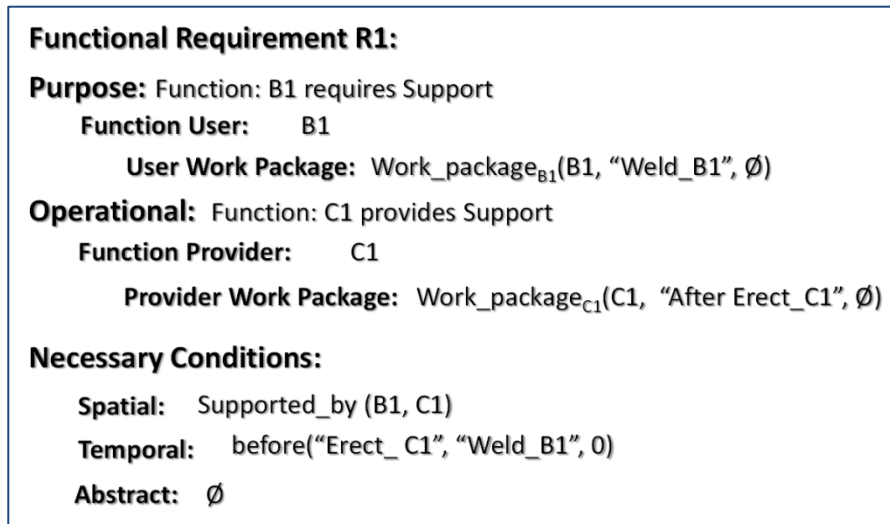 Functional Requirement R1:
Purpose: Function: B1 requires Support
Function User: B1
User Work Package: Work_package_B1(B1, “Weld_B1”, Ø)
Operational: Function: C1 provides Support
Function Provider: C1
Provider Work Package: Work_package_C1(C1, “After Erect_C1”, Ø)
Necessary Conditions:
Spatial: Supported_by (B1, C1)
Temporal: before(“Erect_ C1”, “Weld_B1”, 0)
Abstract: Ø